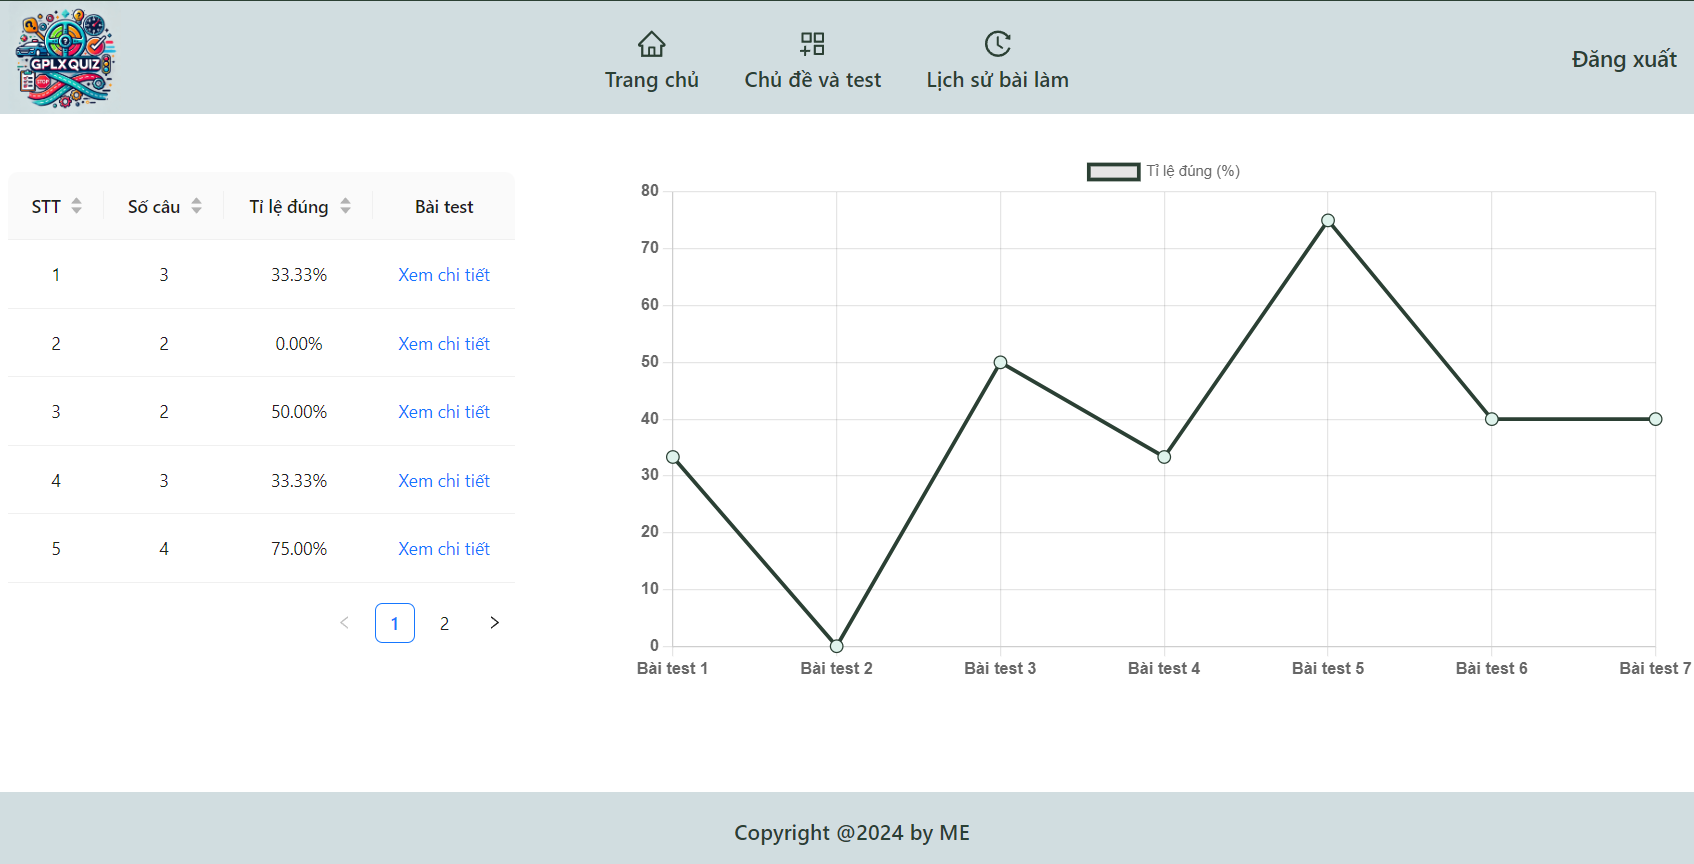 GPLX QUIZ
STOP
Trang chủ
Chủ đề và test
Lịch sử bài làm
Đăng xuất
STT Số câu Tỉ lệ đúng Bài test
1 3 33.33% Xem chi tiết
2 2 0.00% Xem chi tiết
3 2 50.00% Xem chi tiết
4 3 33.33% Xem chi tiết
5 4 75.00% Xem chi tiết
1 2
Tỉ lệ đúng (%)
80
70
60
50
40
30
20
10
0
Bài test 1 Bài test 2 Bài test 3 Bài test 4 Bài test 5 Bài test 6 Bài test 7
Copyright @2024 by ME